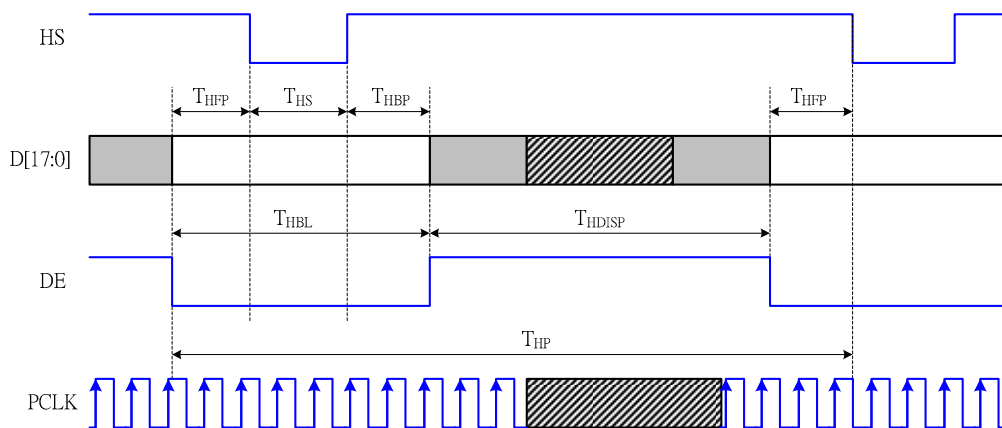 HS
THFP THS THBP THFP
D[17:0]
THBL THDISP
DE
THP
PCLK